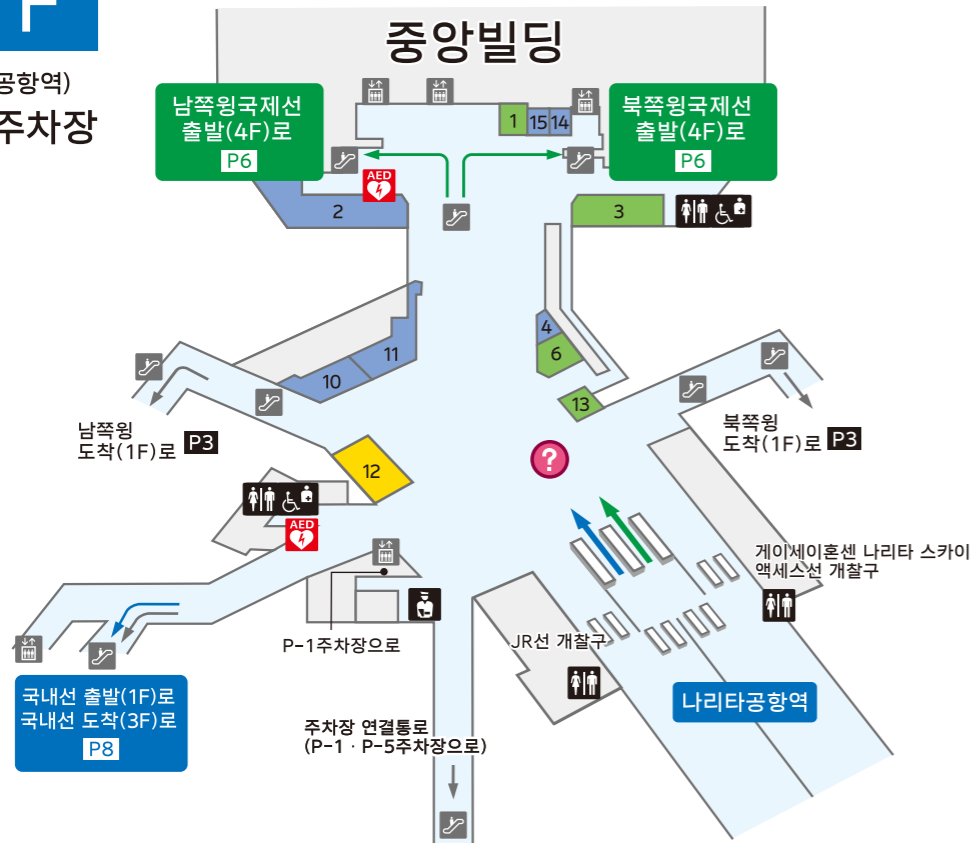 F
공항역)
주차장
중앙빌딩
남쪽윙국제선
출발(4F)로
P6
북쪽윙국제선
출발(4F)로
P6
1
15
14
AED
2
3
4
6
11
10
13
남쪽윙
도착(1F)로 P3
북쪽윙
도착(1F)로 P3
12
?
AED
게이세이혼센 나리타 스카이
액세스선 개찰구
P-1주차장으로
JR선 개찰구
국내선 출발(1F)로
국내선 도착(3F)로
P8
나리타공항역
주차장 연결통로
(P-1 · P-5주차장으로)